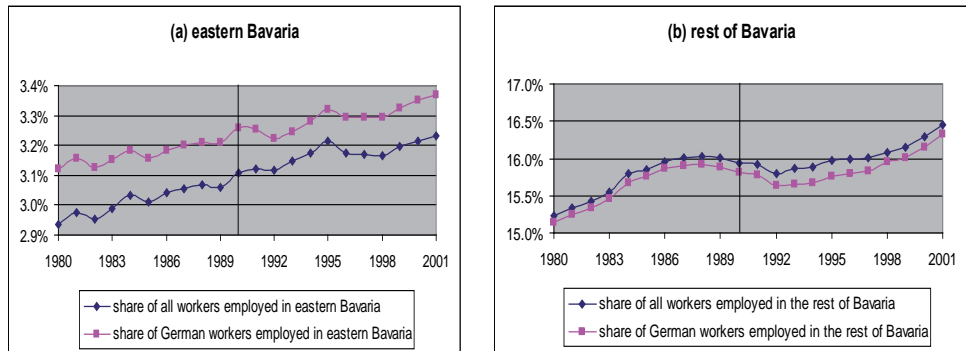 (a) eastern Bavaria
3.4%
3.3%
3.2%
3.1%
3.0%
2.9%
1980 1983 1986 1989 1992 1995 1998 2001
share of all workers employed in eastern Bavaria
share of German workers employed in eastern Bavaria
(b) rest of Bavaria
17.0%
16.5%
16.0%
15.5%
15.0%
1980 1983 1986 1989 1992 1995 1998 2001
share of all workers employed in the rest of Bavaria
share of German workers employed in the rest of Bavaria